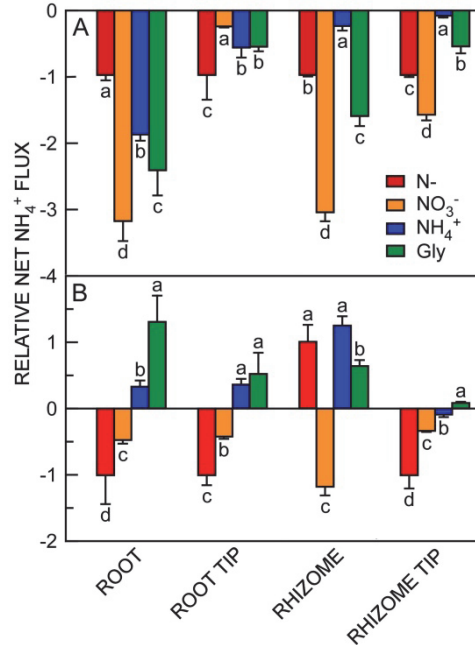 RELATIVE NET NH₄⁺ FLUX
A
0
-1
-2
-3
-4
a
d
b
c
c
a
b
b
b
d
a
c
c
d
a
b
N-
NO₃⁻
NH₄⁺
Gly
B
1
0
-1
-2
d
c
b
a
c
b
a
a
a
c
a
b
d
c
b
a
ROOT
ROOT TIP
RHIZOME
RHIZOME TIP